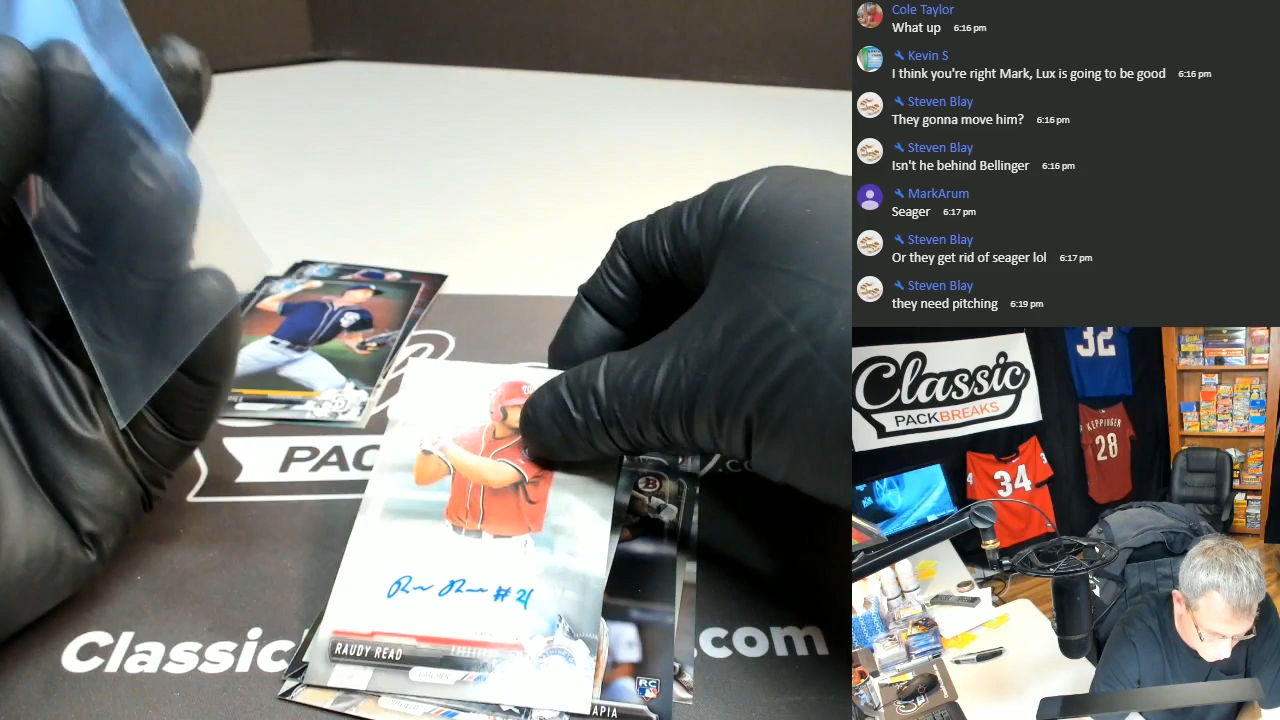 Cole Taylor
What up 6:16 pm
Kevin S
I think you're right Mark, Lux is going to be good 6:16 pm
Steven Blay
They gonna move him? 6:16 pm
Steven Blay
Isn't he behind Bellinger 6:16 pm
MarkArum
Seager 6:17 pm
Steven Blay
Or they get rid of seager lol 6:17 pm
Steven Blay
they need pitching 6:19 pm
PAC
#21
RAUDY READ
CATCHER
RC
APIA
Classic
.com
Classic
PACKBREAKS
32
KEPPINGER
28
34